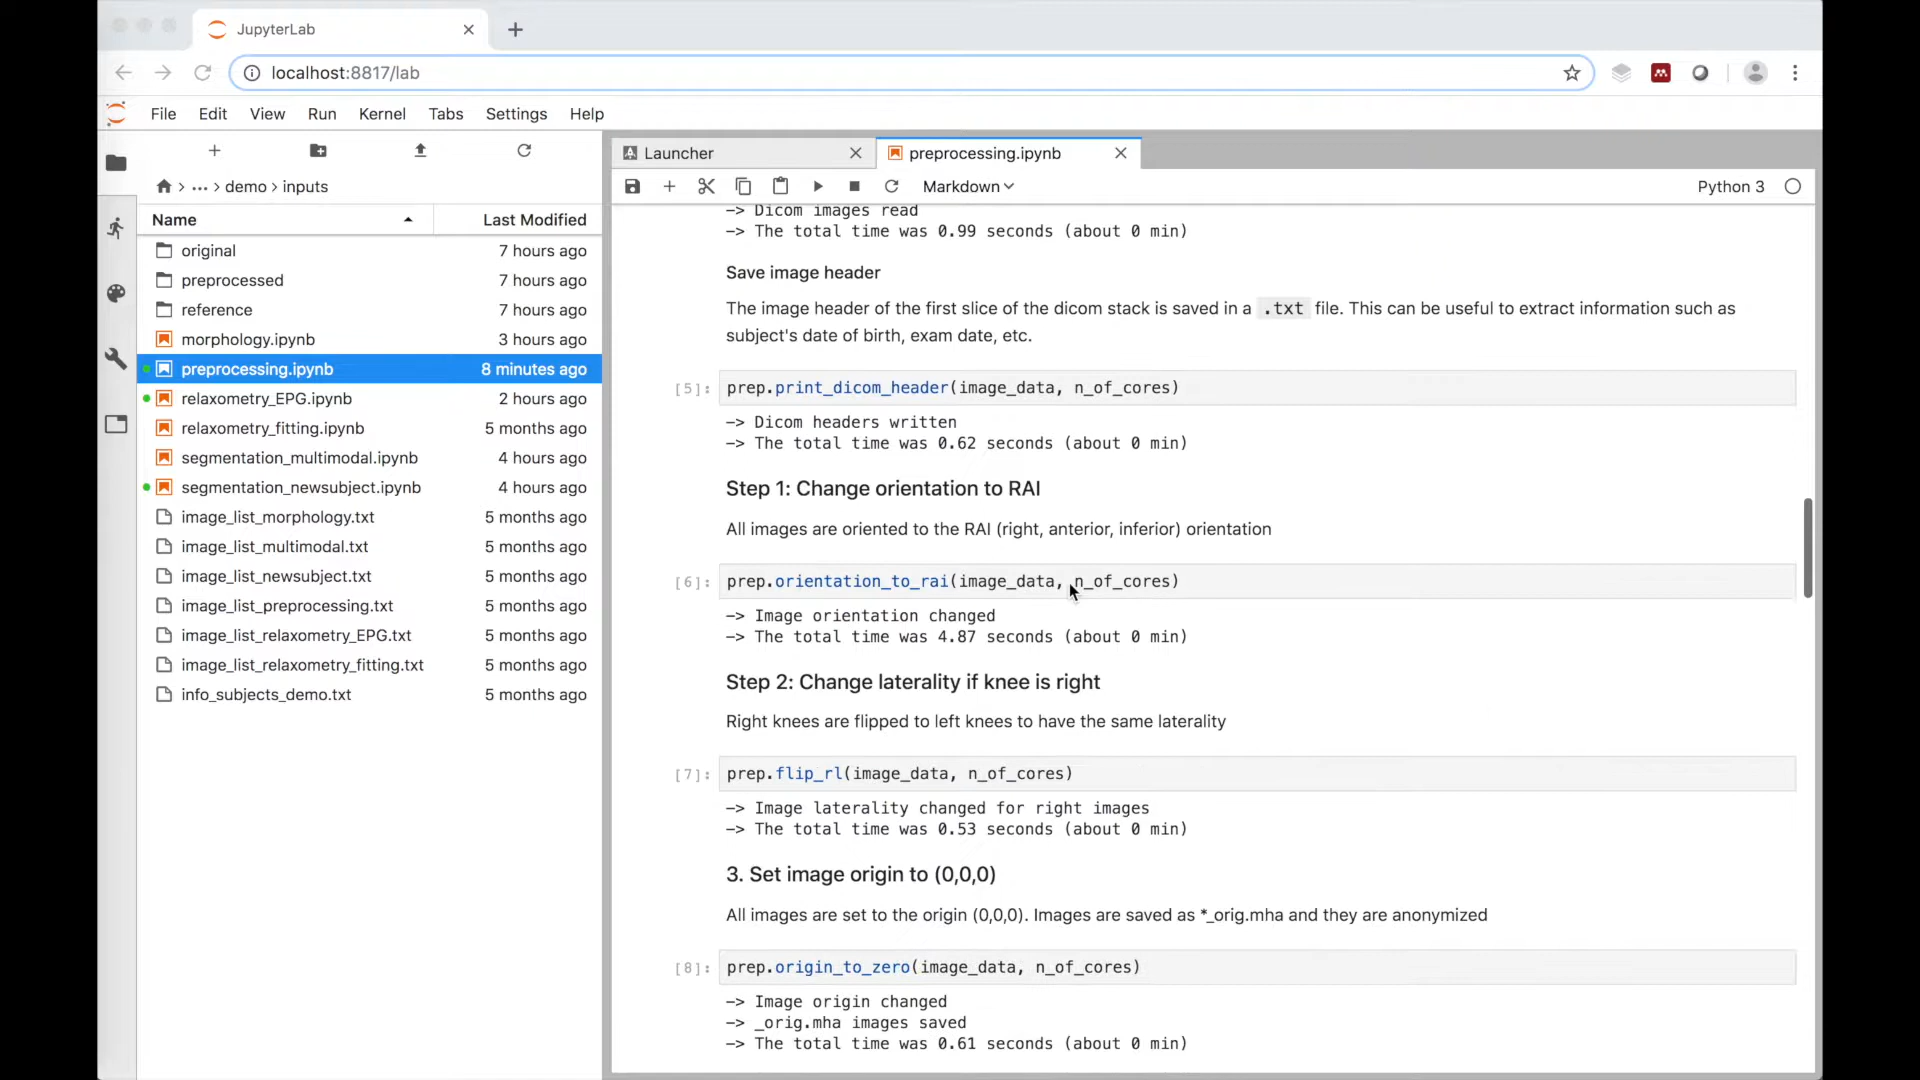 JupyterLab
localhost:8817/lab
File Edit View Run Kernel Tabs Settings Help
Launcher
preprocessing.ipynb
… > demo > inputs
Markdown
Python 3
Name Last Modified
original 7 hours ago
preprocessed 7 hours ago
reference 7 hours ago
morphology.ipynb 3 hours ago
preprocessing.ipynb 8 minutes ago
relaxometry_EPG.ipynb 2 hours ago
relaxometry_fitting.ipynb 5 months ago
segmentation_multimodal.ipynb 4 hours ago
segmentation_newsubject.ipynb 4 hours ago
image_list_morphology.txt 5 months ago
image_list_multimodal.txt 5 months ago
image_list_newsubject.txt 5 months ago
image_list_preprocessing.txt 5 months ago
image_list_relaxometry_EPG.txt 5 months ago
image_list_relaxometry_fitting.txt 5 months ago
info_subjects_demo.txt 5 months ago
-> Dicom images read
-> The total time was 0.99 seconds (about 0 min)
Save image header
The image header of the first slice of the dicom stack is saved in a .txt file. This can be useful to extract information such as
subject's date of birth, exam date, etc.
[5]: prep.print_dicom_header(image_data, n_of_cores)
-> Dicom headers written
-> The total time was 0.62 seconds (about 0 min)
Step 1: Change orientation to RAI
All images are oriented to the RAI (right, anterior, inferior) orientation
[6]: prep.orientation_to_rai(image_data, n_of_cores)
-> Image orientation changed
-> The total time was 4.87 seconds (about 0 min)
Step 2: Change laterality if knee is right
Right knees are flipped to left knees to have the same laterality
[7]: prep.flip_rl(image_data, n_of_cores)
-> Image laterality changed for right images
-> The total time was 0.53 seconds (about 0 min)
3. Set image origin to (0,0,0)
All images are set to the origin (0,0,0). Images are saved as *_orig.mha and they are anonymized
[8]: prep.origin_to_zero(image_data, n_of_cores)
-> Image origin changed
-> _orig.mha images saved
-> The total time was 0.61 seconds (about 0 min)